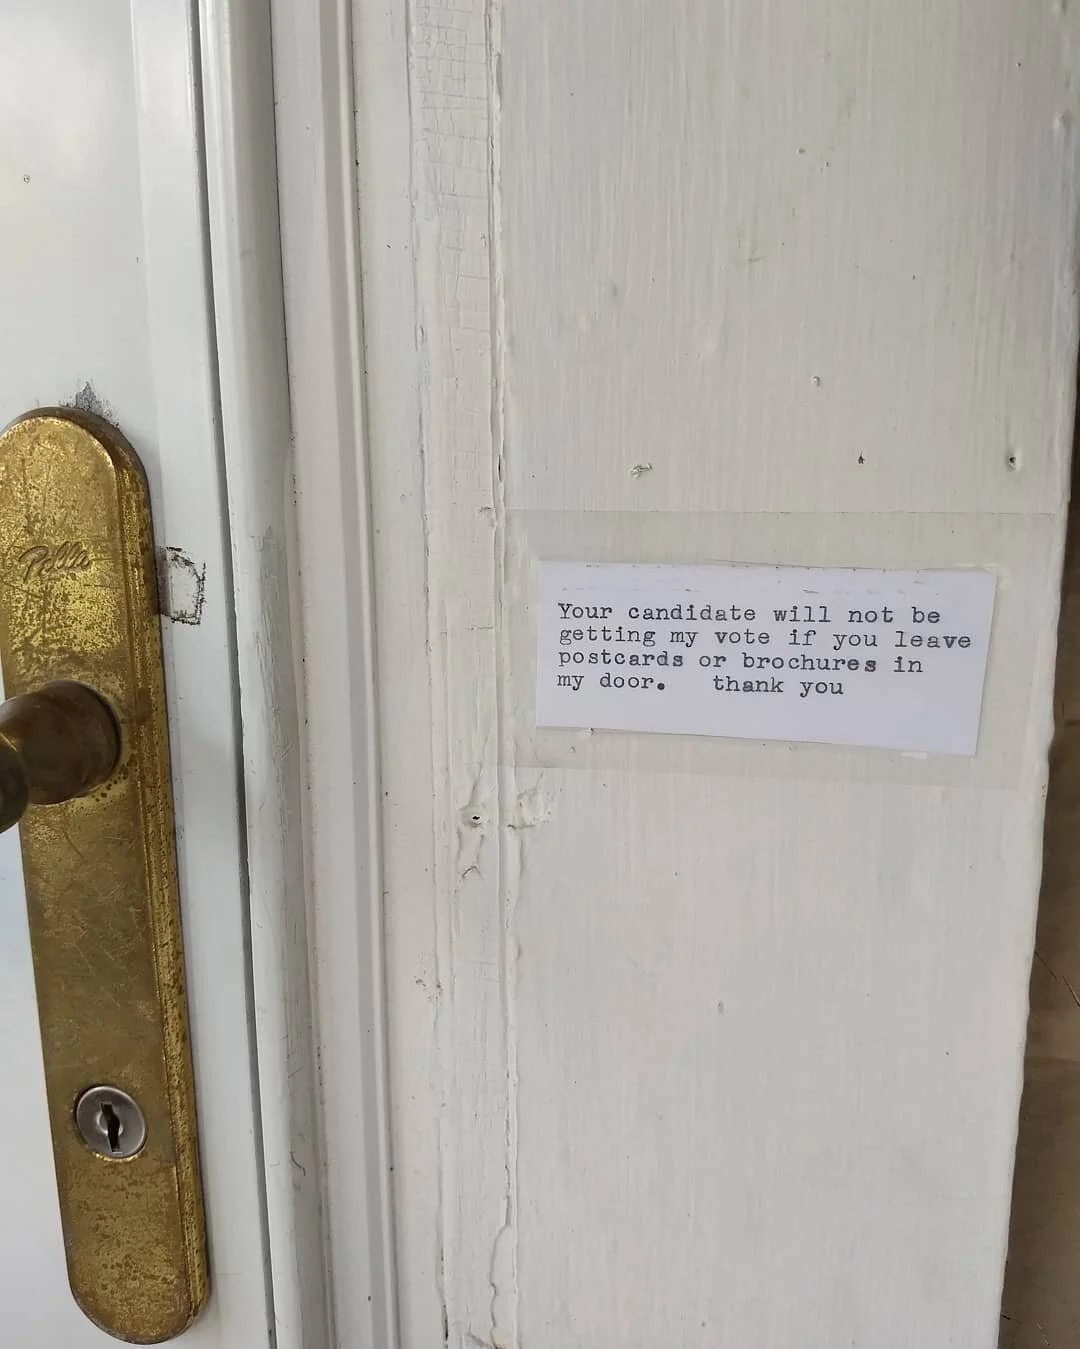 Pella
Your candidate will not be
getting my vote if you leave
postcards or brochures in
my door.   thank you